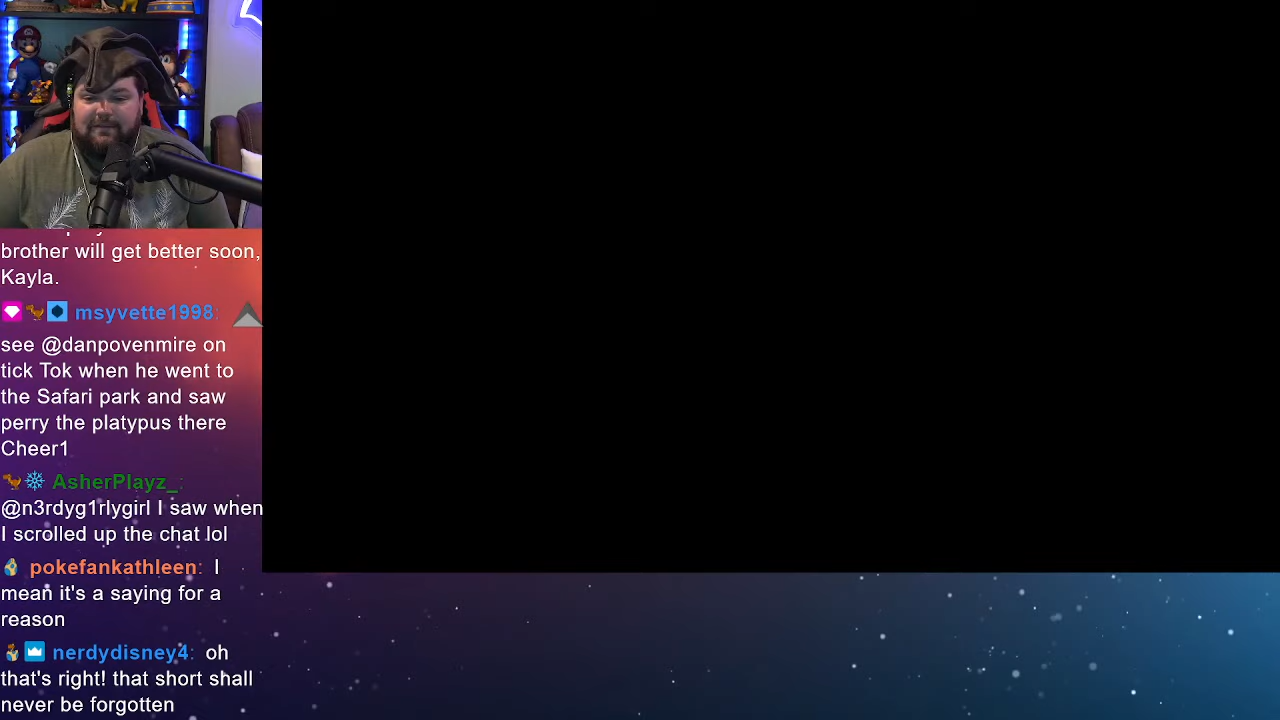 brother will get better soon,
Kayla.
msyvette1998:
see @danpovenmire on
tick Tok when he went to
the Safari park and saw
perry the platypus there
Cheer1
AsherPlayz_:
@n3rdyg1rlygirl I saw when
I scrolled up the chat lol
pokefankathleen: I
mean it's a saying for a
reason
nerdydisney4: oh
that's right! that short shall
never be forgotten